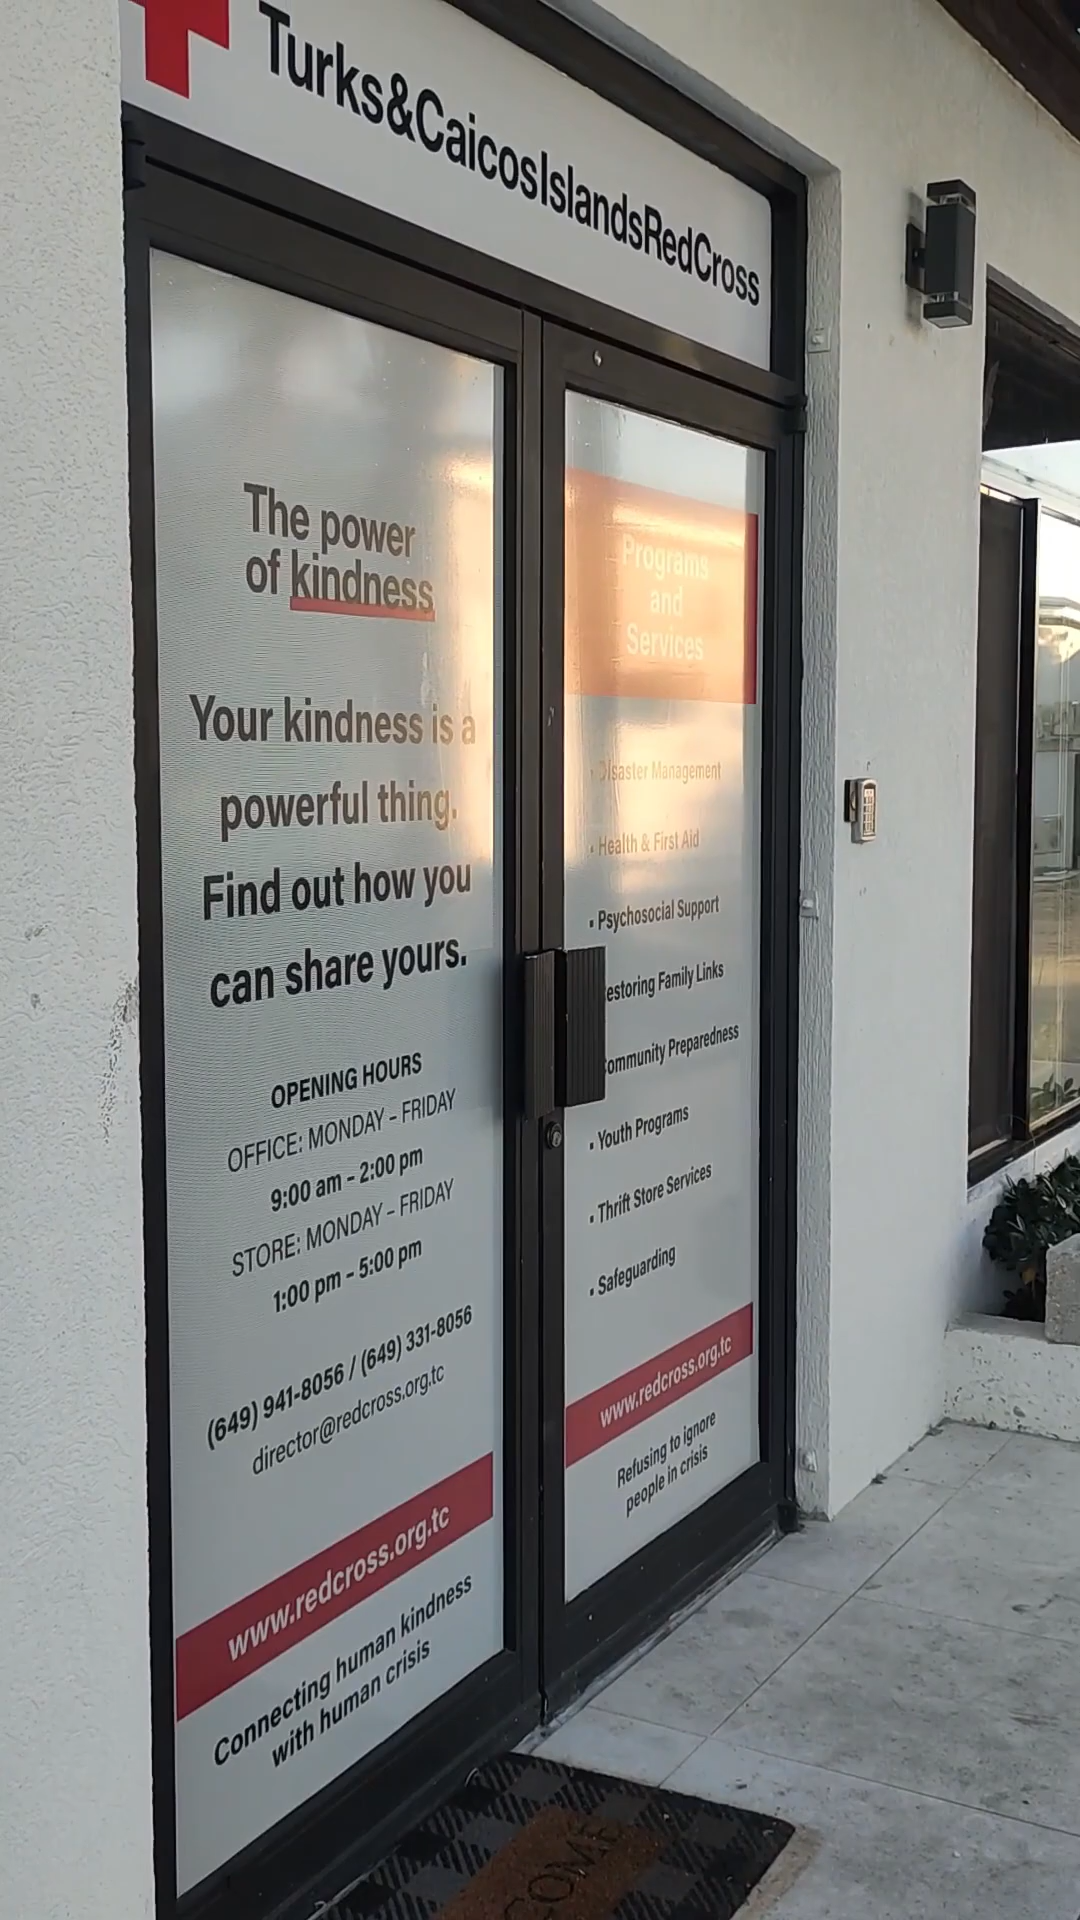 Turks&CaicosIslandsRedCross
The power
of kindness
Your kindness is a
powerful thing.
Find out how you
can share yours.
OPENING HOURS
OFFICE: MONDAY – FRIDAY
9:00 am – 2:00 pm
STORE: MONDAY – FRIDAY
1:00 pm – 5:00 pm
(649) 941-8056 / (649) 331-8056
director@redcross.org.tc
www.redcross.org.tc
Connecting human kindness
with human crisis
Programs
and
Services
• Disaster Management
• Health & First Aid
• Psychosocial Support
estoring Family Links
ommunity Preparedness
• Youth Programs
• Thrift Store Services
• Safeguarding
www.redcross.org.tc
Refusing to ignore
people in crisis
COME